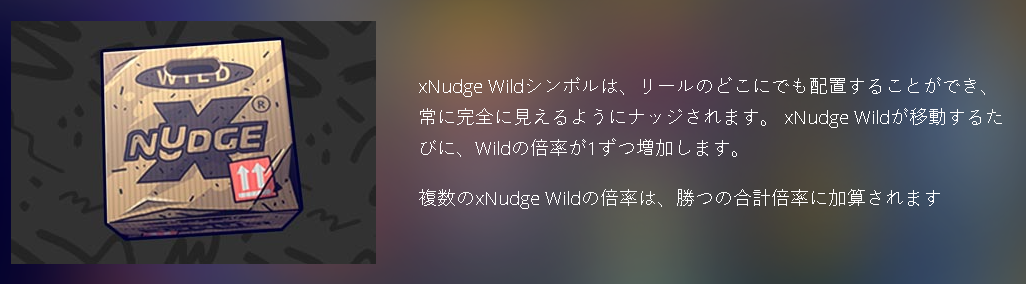 WILD
X
NUDGE
®
xNudge Wildシンボルは、リールのどこにでも配置することができ、
常に完全に見えるようにナッジされます。 xNudge Wildが移動するた
びに、Wildの倍率が1ずつ増加します。
複数のxNudge Wildの倍率は、勝つの合計倍率に加算されます